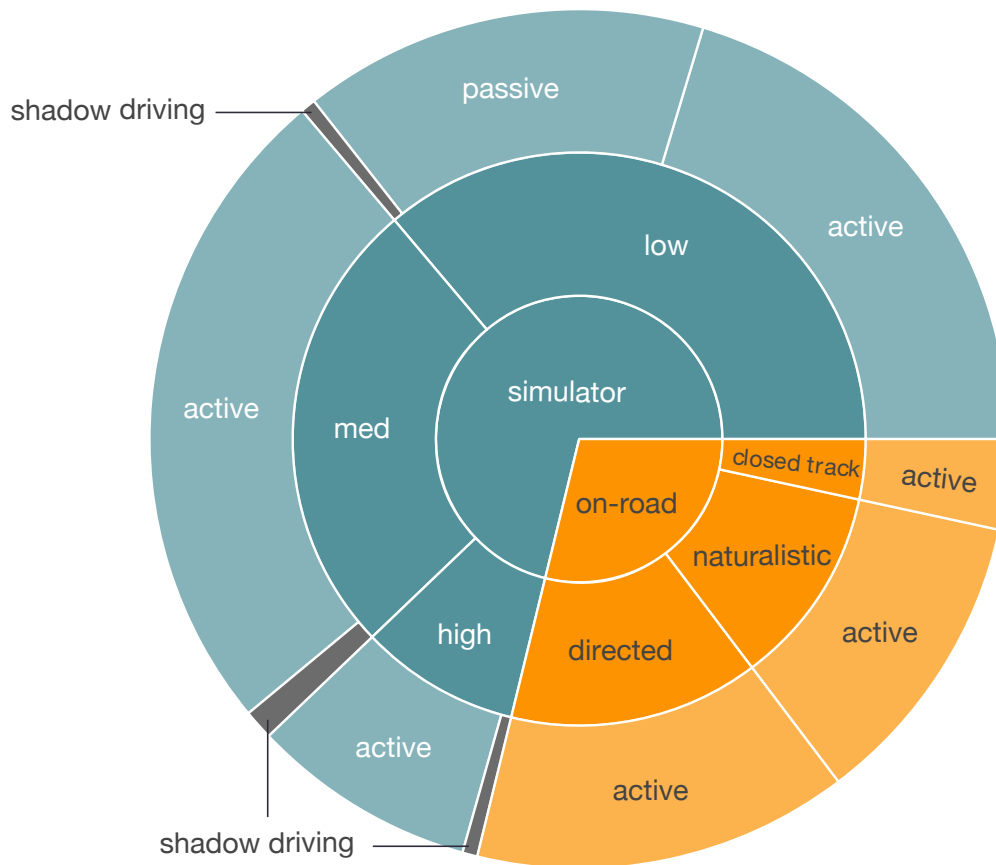 passive
shadow driving
active
low
simulator
active
med
closed track
active
on-road
naturalistic
high
directed
active
active
active
shadow driving